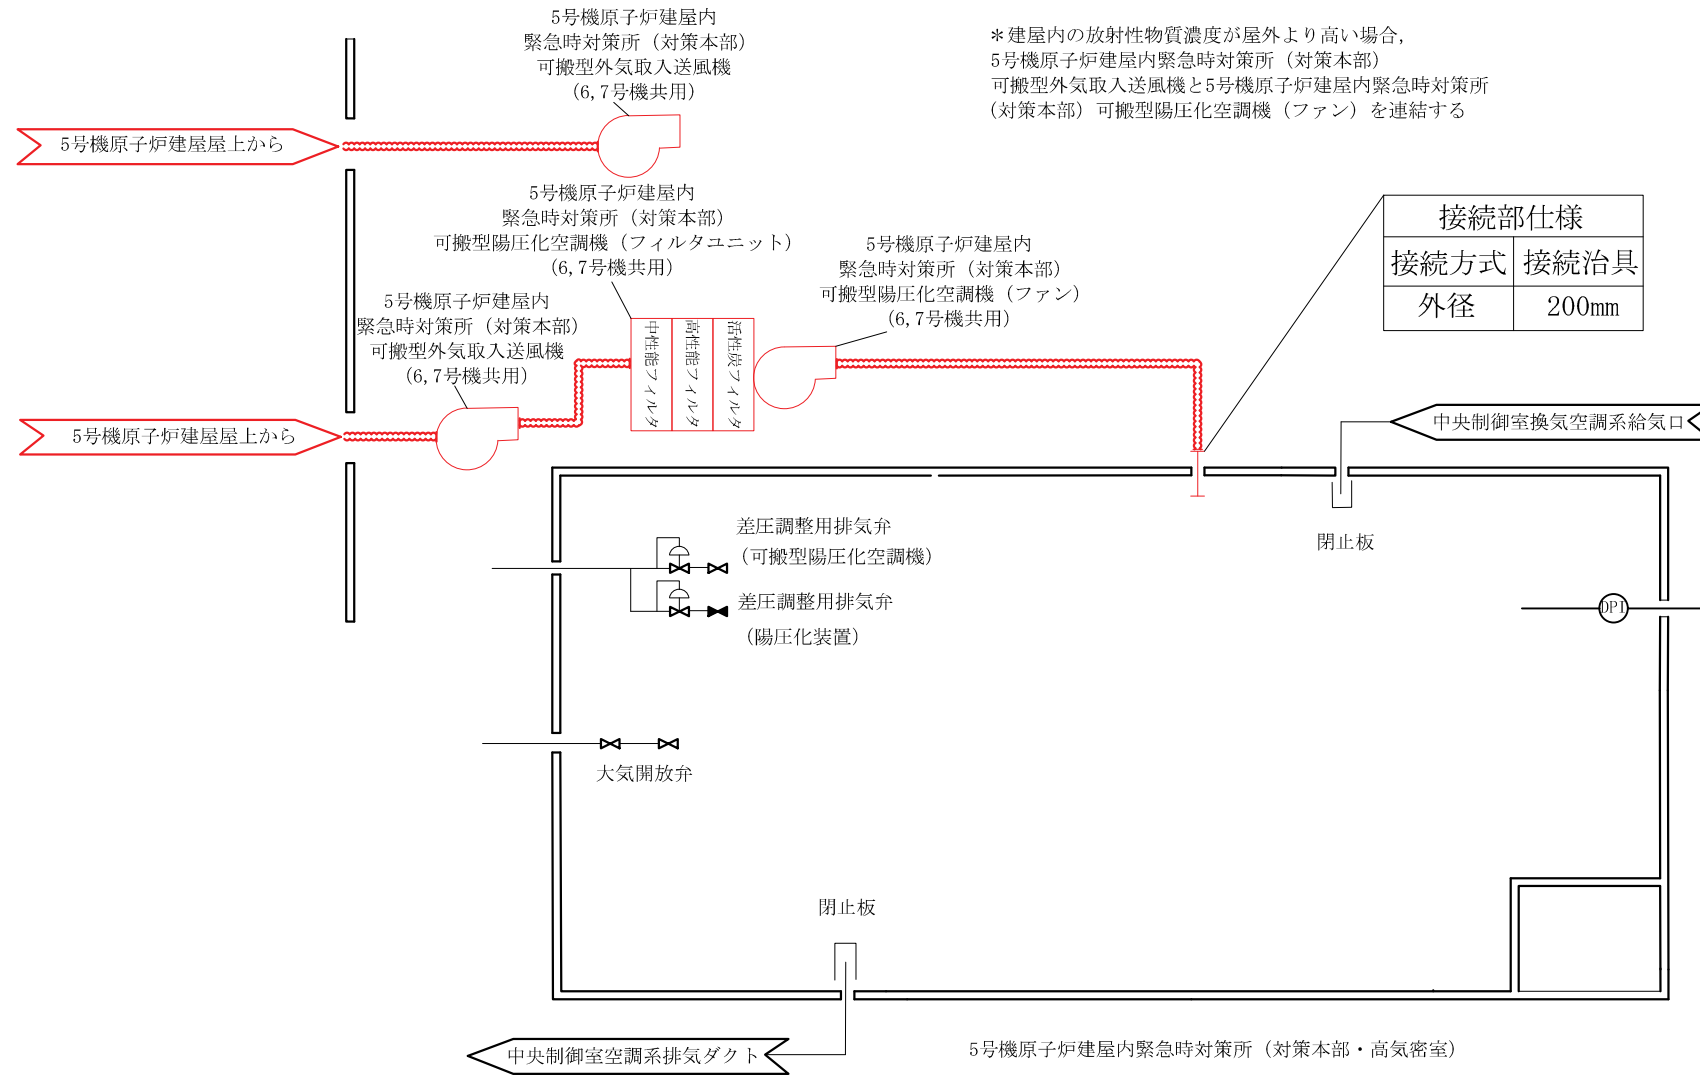 5号機原子炉建屋内
緊急時対策所（対策本部）
可搬型外気取入送風機
(6,7号機共用)
＊建屋内の放射性物質濃度が屋外より高い場合,
5号機原子炉建屋内緊急時対策所（対策本部）
可搬型外気取入送風機と5号機原子炉建屋内緊急時対策所
(対策本部）可搬型陽圧化空調機（ファン）を連結する
5号機原子炉建屋屋上から
5号機原子炉建屋内
緊急時対策所（対策本部）
可搬型陽圧化空調機（フィルタユニット）
(6,7号機共用)
5号機原子炉建屋内
緊急時対策所（対策本部）
可搬型陽圧化空調機（ファン）
(6,7号機共用)
接続部仕様
接続方式 接続治具
外径 200mm
5号機原子炉建屋内
緊急時対策所（対策本部）
可搬型外気取入送風機
(6,7号機共用)
中性能フィルタ
高性能フィルタ
活性炭フィルタ
5号機原子炉建屋屋上から
中央制御室換気空調系給気口
閉止板
差圧調整用排気弁
（可搬型陽圧化空調機）
差圧調整用排気弁
（陽圧化装置）
DPI
大気開放弁
閉止板
中央制御室空調系排気ダクト
5号機原子炉建屋内緊急時対策所（対策本部・高気密室）